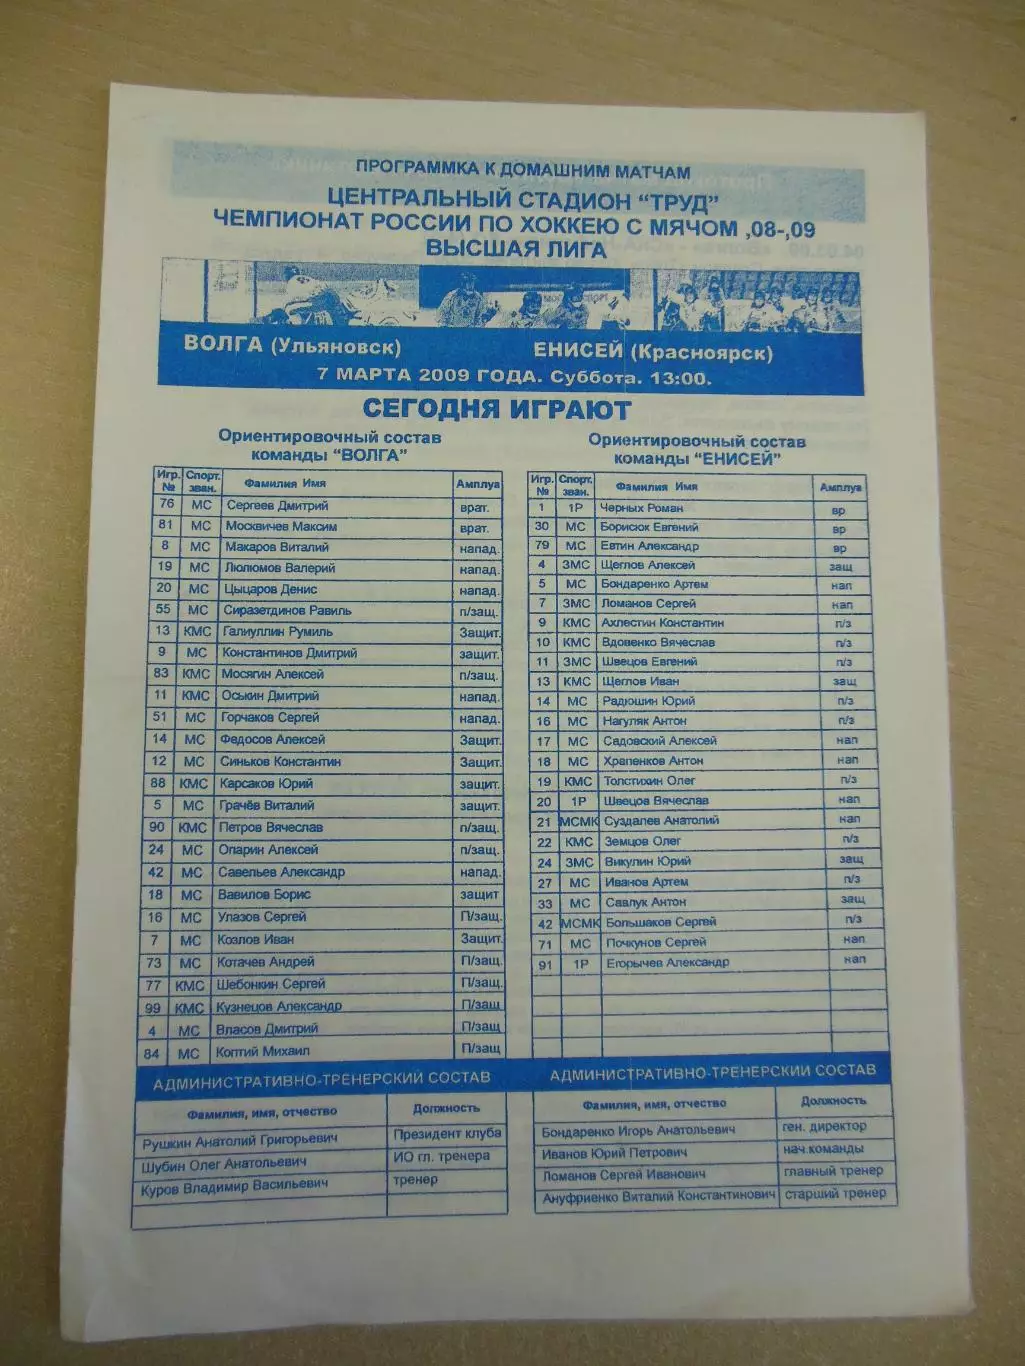 ПРОГРАММКА К ДОМАШНИМ МАТЧАМ
ЦЕНТРАЛЬНЫЙ СТАДИОН “ТРУД”
ЧЕМПИОНАТ РОССИИ ПО ХОККЕЮ С МЯЧОМ ,08-,09
ВЫСШАЯ ЛИГА
ВОЛГА (Ульяновск) ЕНИСЕЙ (Красноярск)
7 МАРТА 2009 ГОДА. Суббота. 13:00.
СЕГОДНЯ ИГРАЮТ
Ориентировочный состав
команды “ВОЛГА”
Игр. № Спорт. зван. Фамилия Имя Амплуа
76 МС Сергеев Дмитрий врат.
81 МС Москвичев Максим врат.
8 МС Макаров Виталий напад.
19 МС Люлюмов Валерий напад.
20 МС Цыцаров Денис напад.
55 МС Сиразетдинов Равиль п/защ.
13 КМС Галиуллин Румиль Защит.
9 МС Константинов Дмитрий защит.
83 КМС Мосягин Алексей п/защ.
11 КМС Оськин Дмитрий напад.
51 МС Горчаков Сергей напад.
14 МС Федосов Алексей Защит.
12 МС Синьков Константин Защит.
88 КМС Карсаков Юрий защит.
5 МС Грачёв Виталий защит.
90 КМС Петров Вячеслав п/защ.
24 МС Опарин Алексей п/защ.
42 МС Савельев Александр напад.
18 МС Вавилов Борис защит
16 МС Улазов Сергей П/защ.
7 МС Козлов Иван Защит.
73 МС Котачев Андрей П/защ.
77 КМС Шебонкин Сергей П/защ.
99 КМС Кузнецов Александр П/защ
4 МС Власов Дмитрий П/защ
84 МС Коптий Михаил П/защ
АДМИНИСТРАТИВНО-ТРЕНЕРСКИЙ СОСТАВ
Фамилия, имя, отчество Должность
Рушкин Анатолий Григорьевич Президент клуба
Шубин Олег Анатольевич ИО гл. тренера
Куров Владимир Васильевич тренер
Ориентировочный состав
команды “ЕНИСЕЙ”
Игр. № Спорт. зван. Фамилия Имя Амплуа
1 1Р Черных Роман вр
30 МС Борисюк Евгений вр
79 МС Евтин Александр вр
4 ЗМС Щеглов Алексей защ
5 МС Бондаренко Артем нап
7 ЗМС Ломанов Сергей нап
9 КМС Ахлестин Константин п/з
10 КМС Вдовенко Вячеслав п/з
11 ЗМС Швецов Евгений п/з
13 КМС Щеглов Иван защ
14 МС Радюшин Юрий п/з
16 МС Нагуляк Антон п/з
17 МС Садовский Алексей нап
18 МС Храпенков Антон нап
19 КМС Толстихин Олег п/з
20 1Р Швецов Вячеслав нап
21 МСМК Суздалев Анатолий нап
22 КМС Земцов Олег п/з
24 ЗМС Викулин Юрий защ
27 МС Иванов Артем п/з
33 МС Савлук Антон защ
42 МСМК Большаков Сергей п/з
71 МС Почкунов Сергей нап
91 1Р Егорычев Александр нап
АДМИНИСТРАТИВНО-ТРЕНЕРСКИЙ СОСТАВ
Фамилия, имя, отчество Должность
Бондаренко Игорь Анатольевич ген. директор
Иванов Юрий Петрович нач.команды
Ломанов Сергей Иванович главный тренер
Ануфриенко Виталий Константинович старший тренер